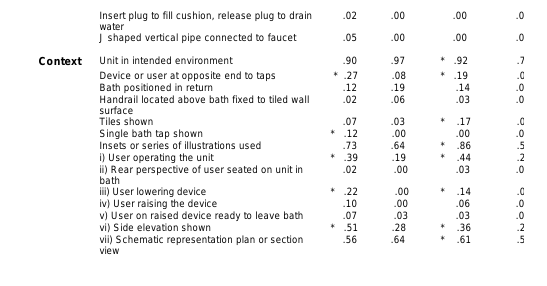 Insert plug to fill cushion, release plug to drain .02 .00 .00 .0
water
J shaped vertical pipe connected to faucet .05 .00 .00 .0
Context Unit in intended environment .90 .97 * .92 .7
Device or user at opposite end to taps * .27 .08 * .19 .0
Bath positioned in return .12 .19 .14 .0
Handrail located above bath fixed to tiled wall .02 .06 .03 .0
surface
Tiles shown .07 .03 * .17 .0
Single bath tap shown * .12 .00 .00 .0
Insets or series of illustrations used .73 .64 * .86 .5
i) User operating the unit * .39 .19 * .44 .2
ii) Rear perspective of user seated on unit in .02 .00 .03 .0
bath
iii) User lowering device * .22 .00 * .14 .0
iv) User raising the device .10 .00 .06 .0
v) User on raised device ready to leave bath .07 .03 .03 .0
vi) Side elevation shown * .51 .28 * .36 .2
vii) Schematic representation plan or section .56 .64 * .61 .5
view